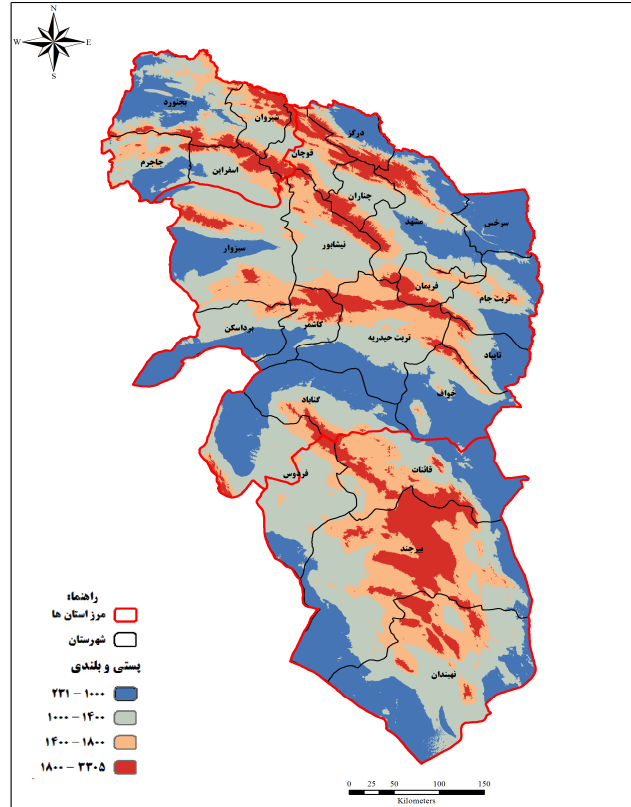 N
W E
S
بجنورد
شیروان
درگز
قوچان
جاجرم
اسفراین
چناران
مشهد
سرخس
نیشابور
سبزوار
فریمان
تربت جام
بردسکن
کاشمر
تربت حیدریه
تایباد
خواف
گناباد
فردوس
قائنات
بیرجند
نهبندان
راهنما:
مرز استان ها
شهرستان
پستی و بلندی
۲۳۱ – ۱۰۰۰
۱۰۰۰ – ۱۴۰۰
۱۴۰۰ – ۱۸۰۰
۱۸۰۰ – ۳۳۰۵
0 25 50 100 150
Kilometers